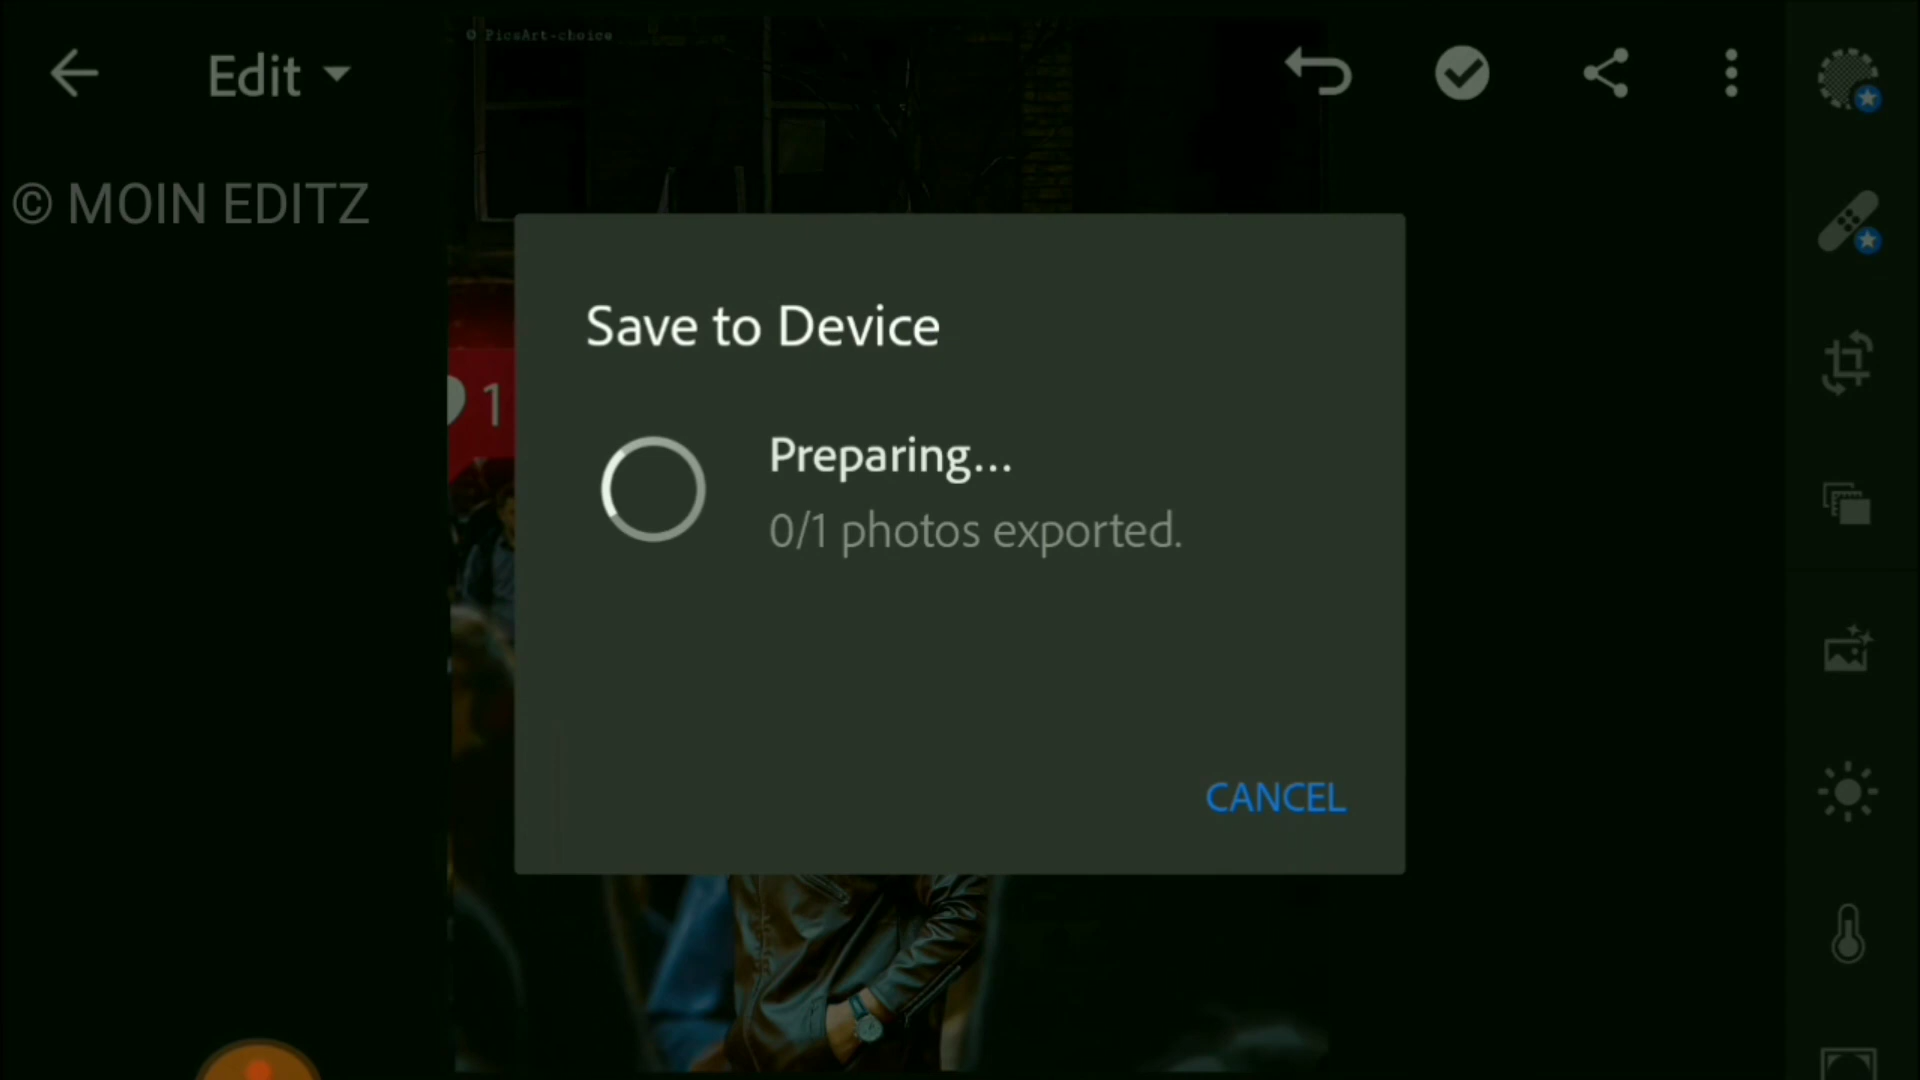 © PicsArt-choice
Edit
© MOIN EDITZ
Save to Device
1
Preparing...
0/1 photos exported.
CANCEL